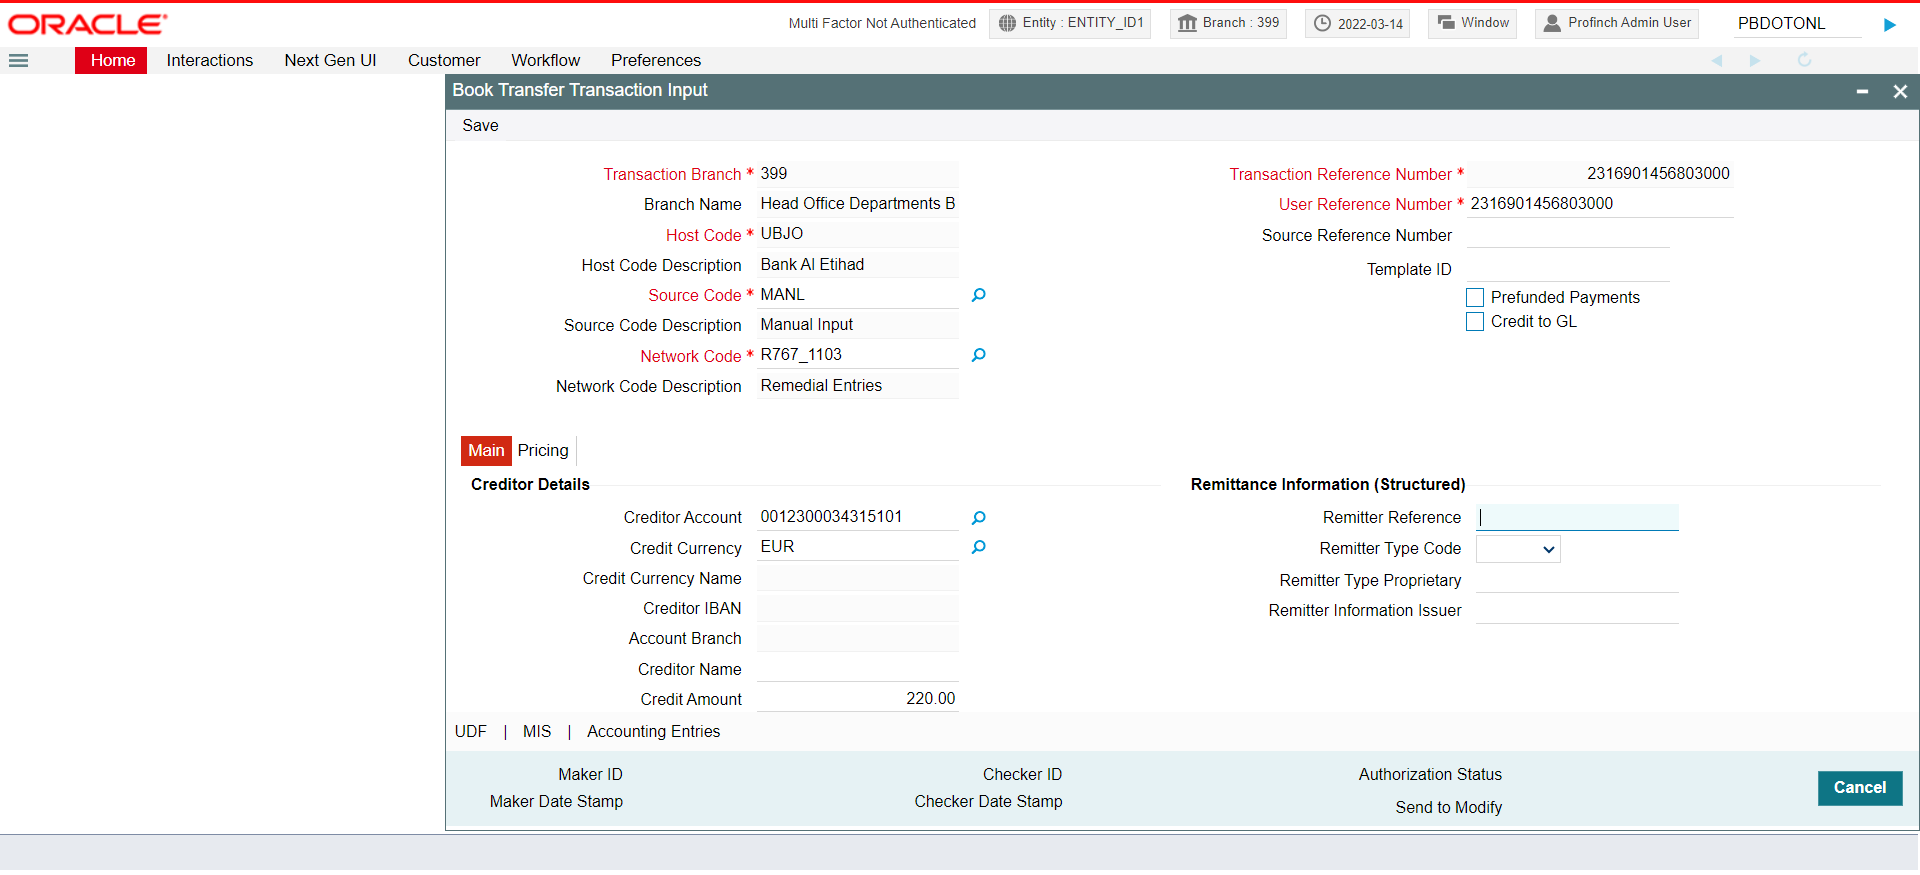 ORACLE
Multi Factor Not Authenticated
Entity : ENTITY_ID1
Branch : 399
2022-03-14
Window
Profinch Admin User
PBDOTONL
Home
Interactions
Next Gen UI
Customer
Workflow
Preferences
Book Transfer Transaction Input
Save
Transaction Branch * 399
Branch Name Head Office Departments B
Host Code * UBJO
Host Code Description Bank Al Etihad
Source Code * MANL
Source Code Description Manual Input
Network Code * R767_1103
Network Code Description Remedial Entries
Transaction Reference Number * 2316901456803000
User Reference Number * 2316901456803000
Source Reference Number
Template ID
Prefunded Payments
Credit to GL
Main
Pricing
Creditor Details
Creditor Account 0012300034315101
Credit Currency EUR
Credit Currency Name
Creditor IBAN
Account Branch
Creditor Name
Credit Amount 220.00
Remittance Information (Structured)
Remitter Reference
Remitter Type Code
Remitter Type Proprietary
Remitter Information Issuer
UDF | MIS | Accounting Entries
Maker ID
Maker Date Stamp
Checker ID
Checker Date Stamp
Authorization Status
Send to Modify
Cancel